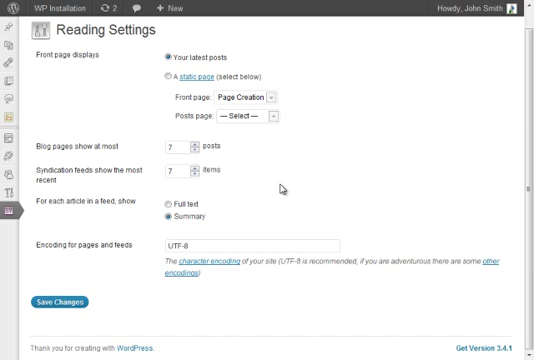 WP Installation 2 + New Howdy, John Smith
Reading Settings
Front page displays
Your latest posts
A static page (select below)
Front page: Page Creation
Posts page: — Select —
Blog pages show at most 7 posts
Syndication feeds show the most recent 7 items
For each article in a feed, show
Full text
Summary
Encoding for pages and feeds UTF-8
The character encoding of your site (UTF-8 is recommended, if you are adventurous there are some other
encodings)
Save Changes
Thank you for creating with WordPress. Get Version 3.4.1